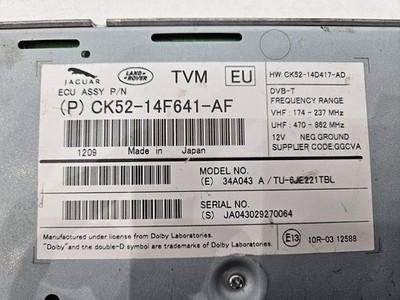 JAGUAR LAND ROVER TVM EU
HW: CK52-14D417-AD
ECU ASSY P/N
(P) CK52-14F641-AF
DVB-T
FREQUENCY RANGE
VHF : 174 - 237 MHz
UHF : 470 - 862 MHz
12V NEG.GROUND
SUPPLIER CODE:GGCVA
1209 Made in Japan
MODEL NO.
(E) 34A043 A/TU-6JE221TBL
SERIAL NO.
(S) JA043029270064
Manufactured under license from Dolby Laboratories.
"Dolby" and the double-D symbol are trademarks of Dolby Laboratories.
E13 10R-03 12588